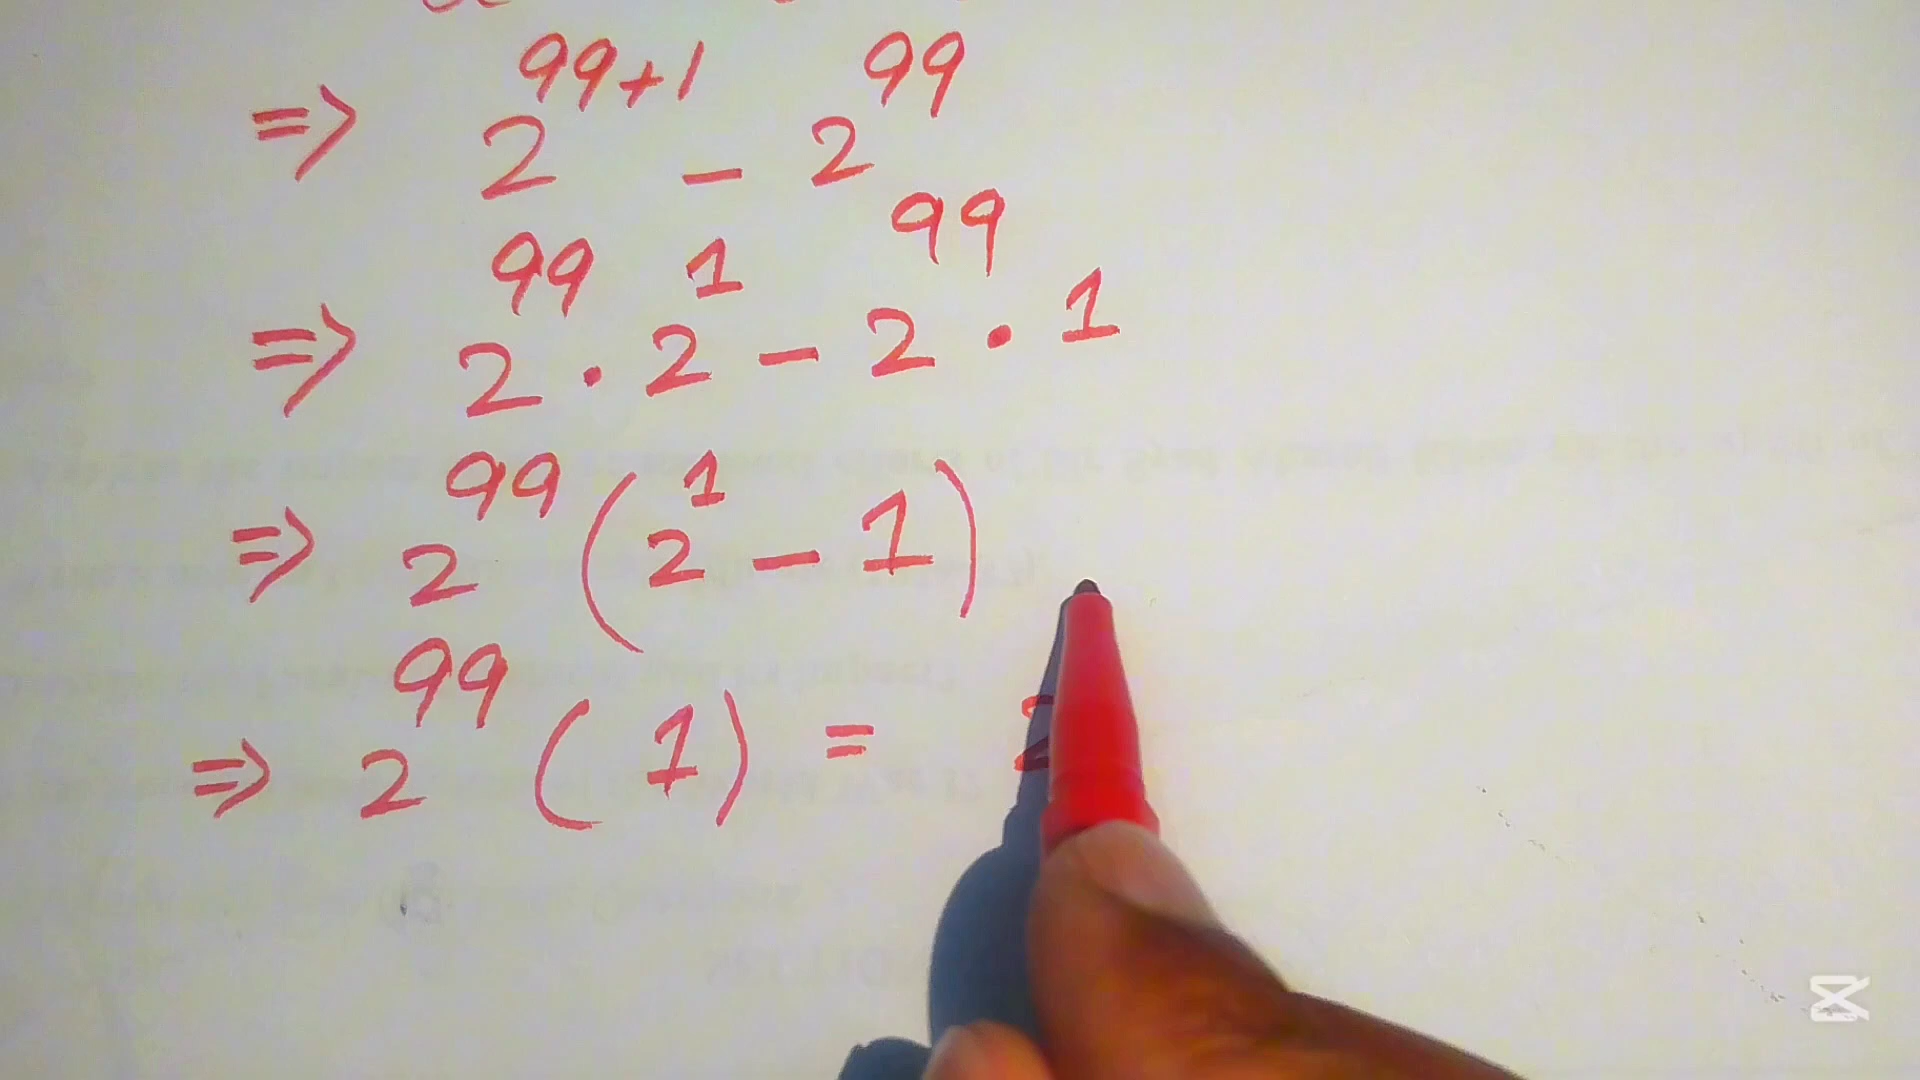 => 2^{99+1} - 2^{99}
=> 2^{99} · 2^{1} - 2^{99} · 1
=> 2^{99} (2^{1} - 1)
=> 2^{99} (1) = 2